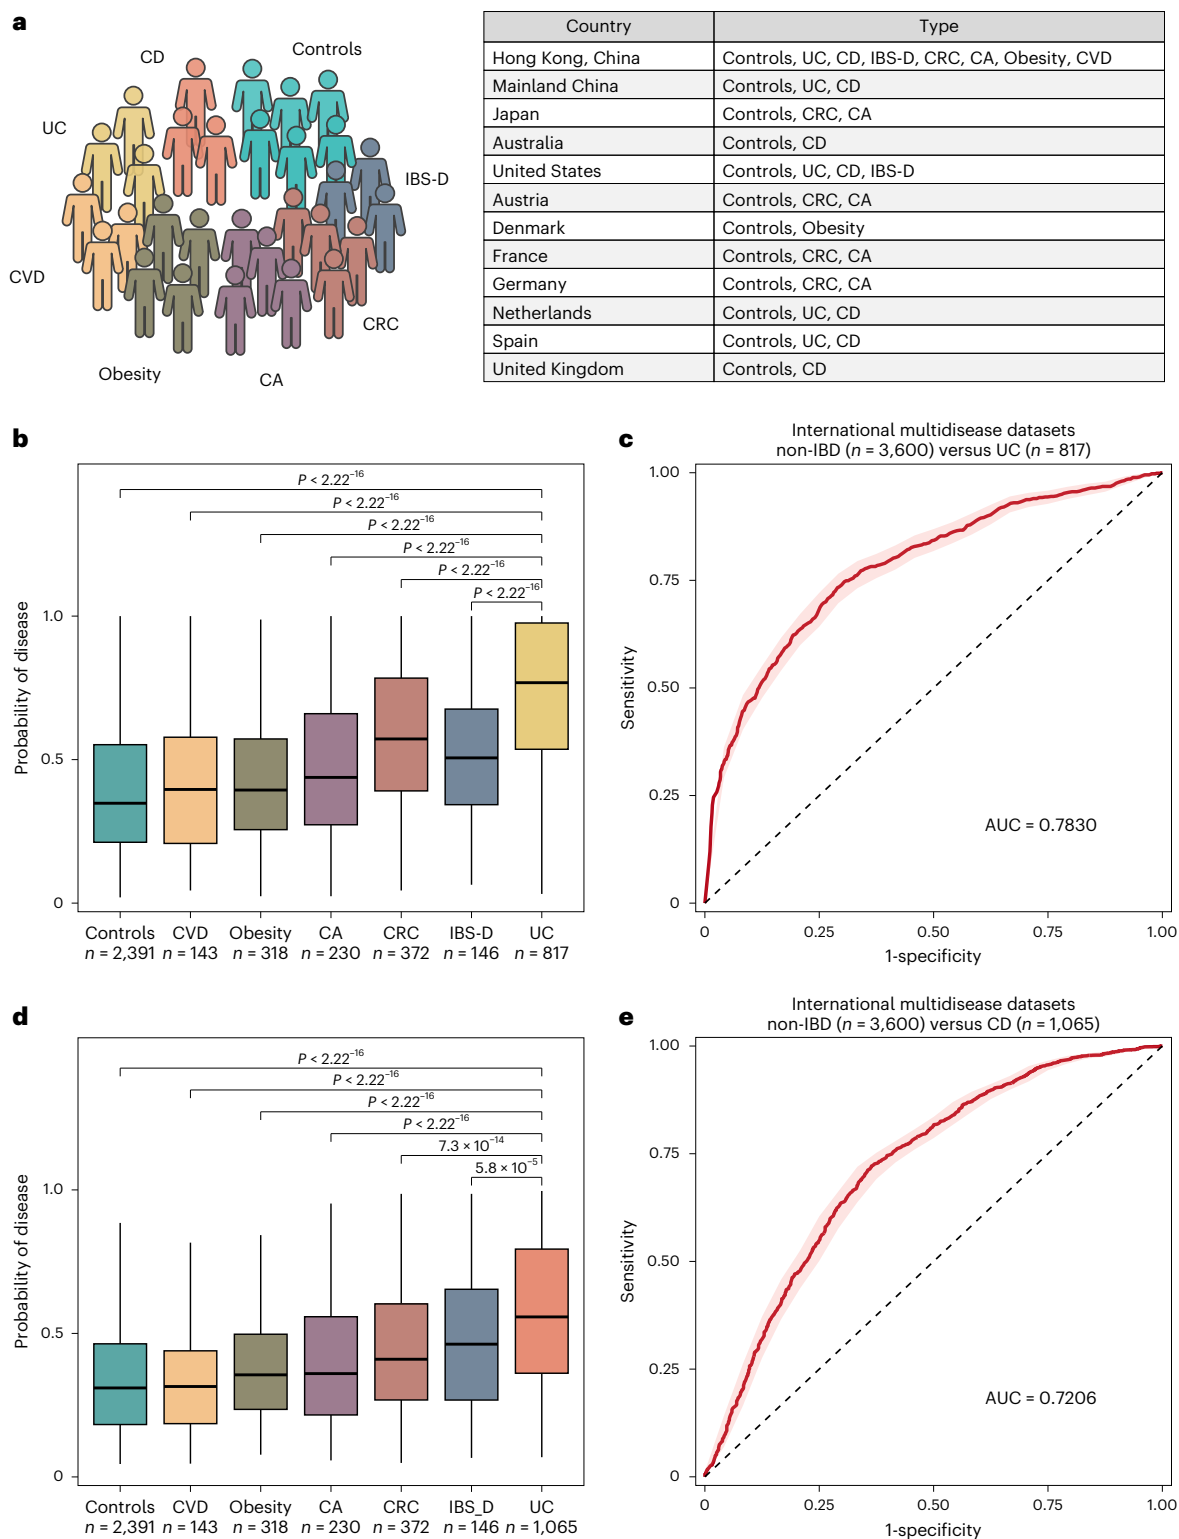 a
CD
Controls
UC
IBS-D
CVD
CRC
Obesity
CA
Country Type
Hong Kong, China Controls, UC, CD, IBS-D, CRC, CA, Obesity, CVD
Mainland China Controls, UC, CD
Japan Controls, CRC, CA
Australia Controls, CD
United States Controls, UC, CD, IBS-D
Austria Controls, CRC, CA
Denmark Controls, Obesity
France Controls, CRC, CA
Germany Controls, CRC, CA
Netherlands Controls, UC, CD
Spain Controls, UC, CD
United Kingdom Controls, CD
b
P < 2.22⁻¹⁶
P < 2.22⁻¹⁶
P < 2.22⁻¹⁶
P < 2.22⁻¹⁶
P < 2.22⁻¹⁶
P < 2.22⁻¹⁶
Probability of disease
1.0
0.5
0
Controls CVD Obesity CA CRC IBS-D UC
n = 2,391 n = 143 n = 318 n = 230 n = 372 n = 146 n = 817
c
International multidisease datasets
non-IBD (n = 3,600) versus UC (n = 817)
Sensitivity
1.00
0.75
0.50
0.25
0
AUC = 0.7830
0 0.25 0.50 0.75 1.00
1-specificity
d
P < 2.22⁻¹⁶
P < 2.22⁻¹⁶
P < 2.22⁻¹⁶
P < 2.22⁻¹⁶
7.3 × 10⁻¹⁴
5.8 × 10⁻⁵
Probability of disease
1.0
0.5
0
Controls CVD Obesity CA CRC IBS_D UC
n = 2,391 n = 143 n = 318 n = 230 n = 372 n = 146 n = 1,065
e
International multidisease datasets
non-IBD (n = 3,600) versus CD (n = 1,065)
Sensitivity
1.00
0.75
0.50
0.25
0
AUC = 0.7206
0 0.25 0.50 0.75 1.00
1-specificity